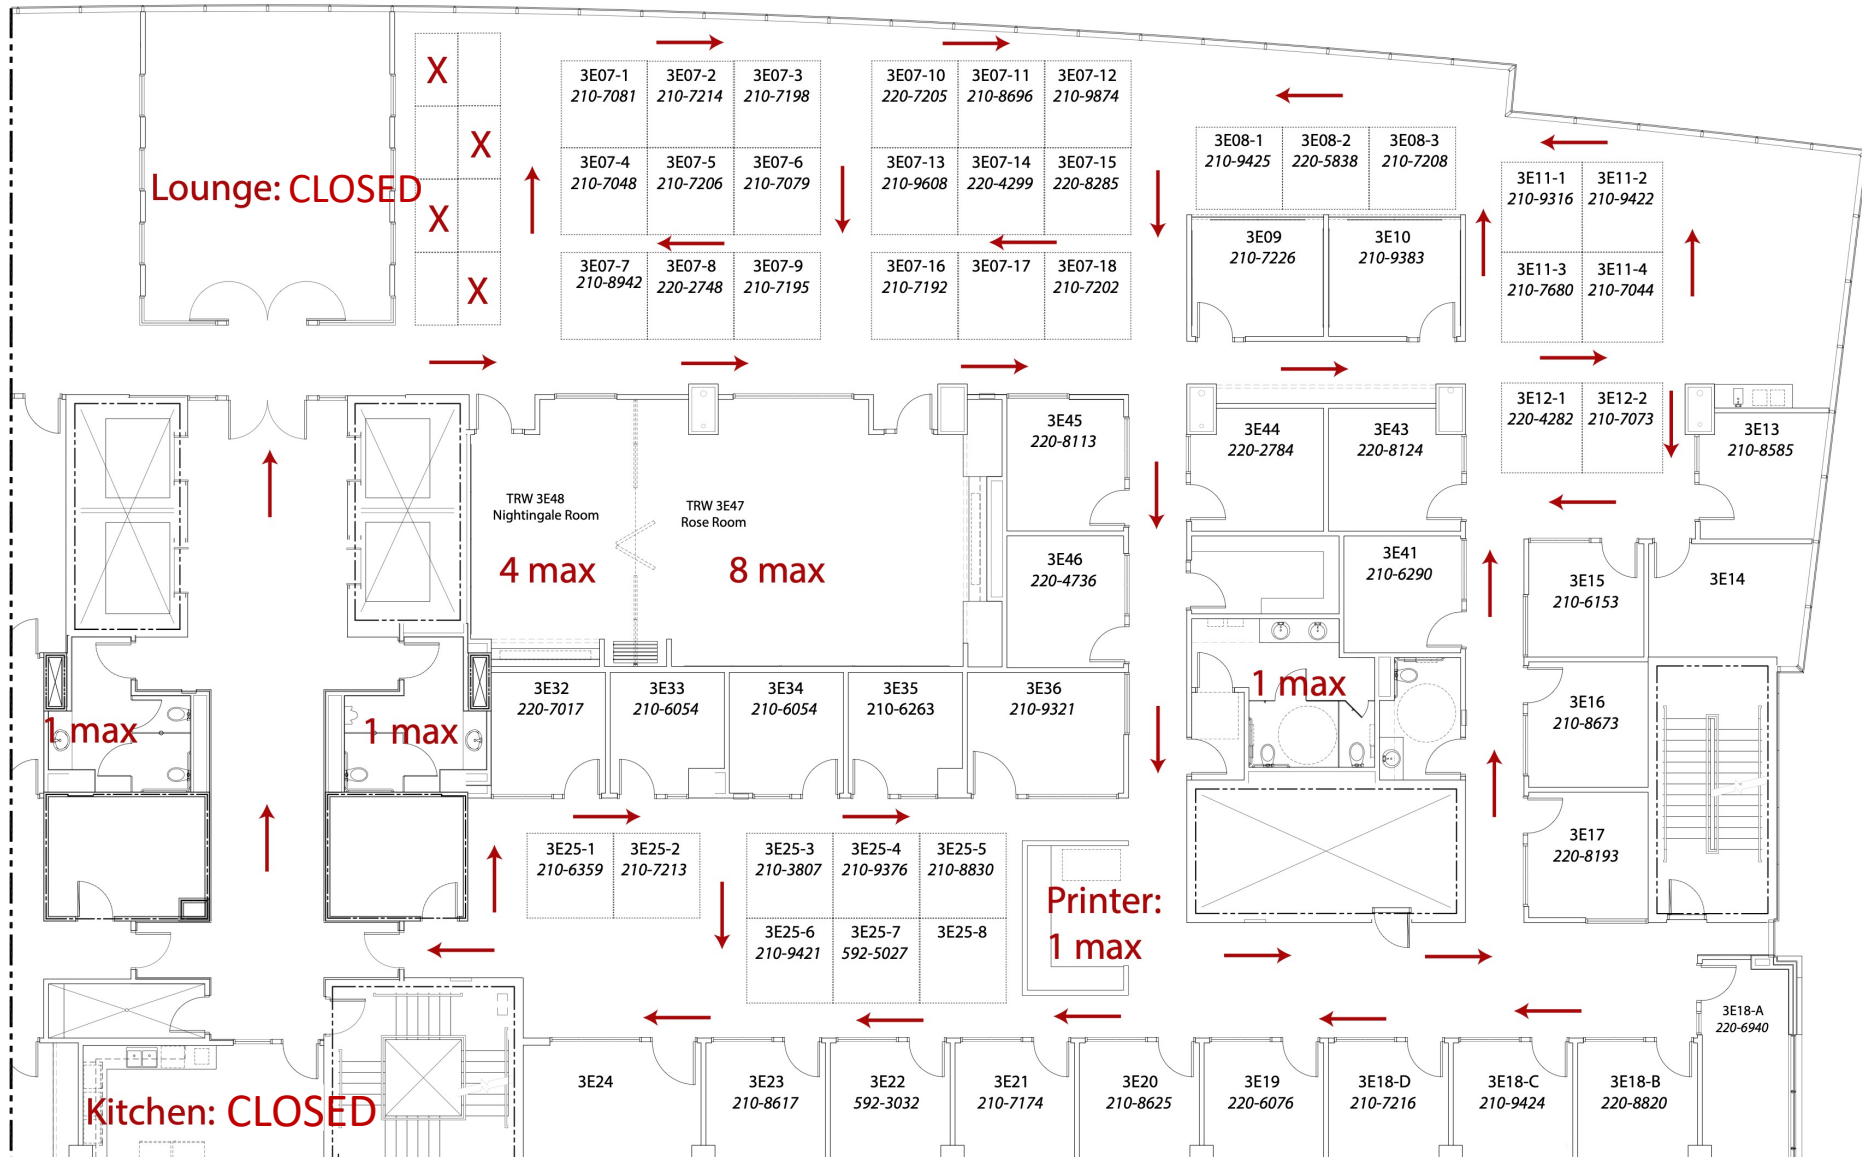 X
X
X
X
Lounge: CLOSED
3E07-1
210-7081
3E07-2
210-7214
3E07-3
210-7198
3E07-4
210-7048
3E07-5
210-7206
3E07-6
210-7079
3E07-7
210-8942
3E07-8
220-2748
3E07-9
210-7195
3E07-10
220-7205
3E07-11
210-8696
3E07-12
210-9874
3E07-13
210-9608
3E07-14
220-4299
3E07-15
220-8285
3E07-16
210-7192
3E07-17
3E07-18
210-7202
3E08-1
210-9425
3E08-2
220-5838
3E08-3
210-7208
3E09
210-7226
3E10
210-9383
3E11-1
210-9316
3E11-2
210-9422
3E11-3
210-7680
3E11-4
210-7044
3E12-1
220-4282
3E12-2
210-7073
3E13
210-8585
TRW 3E48
Nightingale Room
4 max
TRW 3E47
Rose Room
8 max
3E45
220-8113
3E46
220-4736
3E44
220-2784
3E43
220-8124
3E41
210-6290
3E15
210-6153
3E14
1 max
1 max
3E32
220-7017
3E33
210-6054
3E34
210-6054
3E35
210-6263
3E36
210-9321
1 max
3E16
210-8673
3E17
220-8193
3E25-1
210-6359
3E25-2
210-7213
3E25-3
210-3807
3E25-4
210-9376
3E25-5
210-8830
3E25-6
210-9421
3E25-7
592-5027
3E25-8
Printer:
1 max
3E18-A
220-6940
Kitchen: CLOSED
3E24
3E23
210-8617
3E22
592-3032
3E21
210-7174
3E20
210-8625
3E19
220-6076
3E18-D
210-7216
3E18-C
210-9424
3E18-B
220-8820